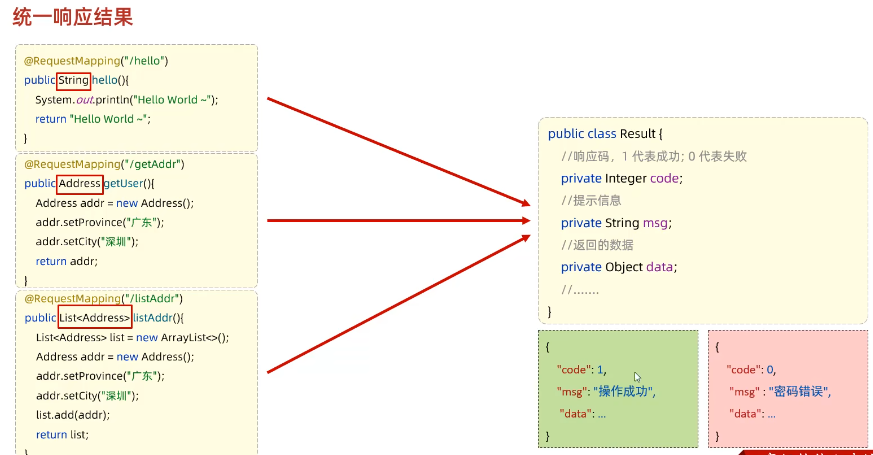 统一响应结果
@RequestMapping("/hello")
public String hello(){
System.out.println("Hello World ~");
return "Hello World ~";
}
@RequestMapping("/getAddr")
public Address getUser(){
Address addr = new Address();
addr.setProvince("广东");
addr.setCity("深圳");
return addr;
}
@RequestMapping("/listAddr")
public List<Address> listAddr(){
List<Address> list = new ArrayList<>();
Address addr = new Address();
addr.setProvince("广东");
addr.setCity("深圳");
list.add(addr);
return list;
}
public class Result {
//响应码，1 代表成功; 0 代表失败
private Integer code;
//提示信息
private String msg;
//返回的数据
private Object data;
//.......
}
{
"code": 1,
"msg": "操作成功",
"data": ...
}
{
"code": 0,
"msg" : "密码错误",
"data": ...
}